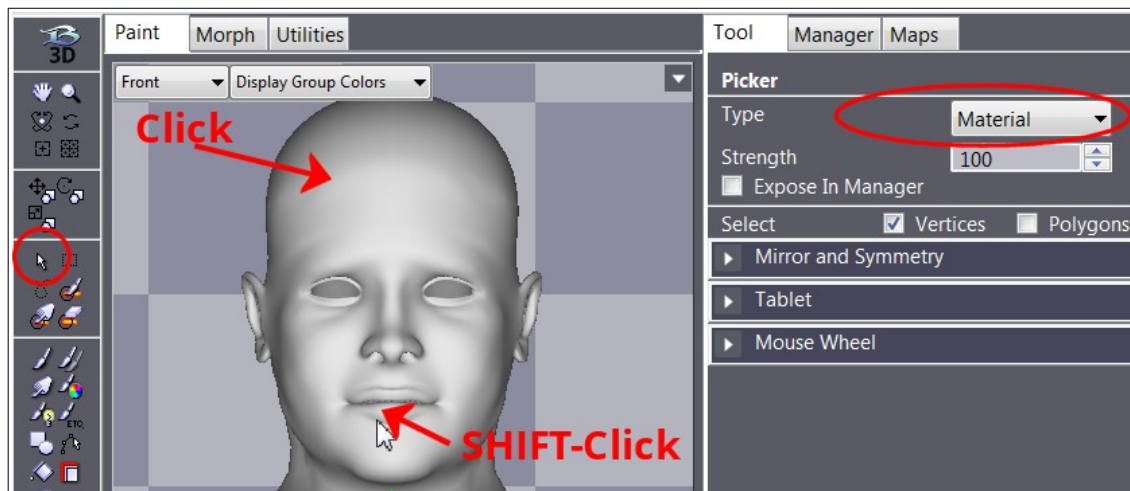 B
3D
Paint
Morph
Utilities
Tool
Manager
Maps
Front
Display Group Colors
Click
SHIFT-Click
Picker
Type
Material
Strength
100
Expose In Manager
Select
Vertices
Polygons
Mirror and Symmetry
Tablet
Mouse Wheel
3
ETC